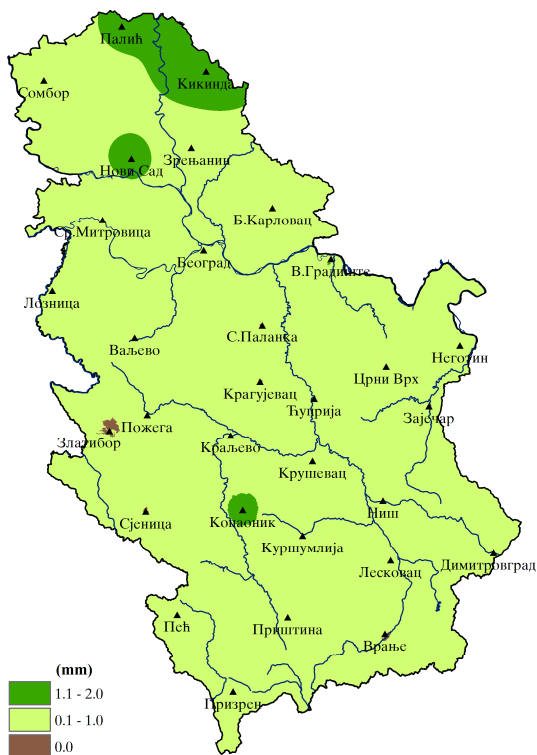 Палић
Кикинда
Сомбор
Зрењанин
Нови Сад
Б.Карловац
Ср.Митровица
Београд
В.Градиште
Лозница
С.Паланка
Ваљево
Неготин
Црни Врх
Крагујевац
Ћуприја
Зајечар
Пожега
Златибор
Краљево
Крушевац
Копаоник
Ниш
Сјеница
Куршумлија
Димитровград
Лесковац
Пећ
Приштина
Врање
Призрен
(mm)
1.1 - 2.0
0.1 - 1.0
0.0